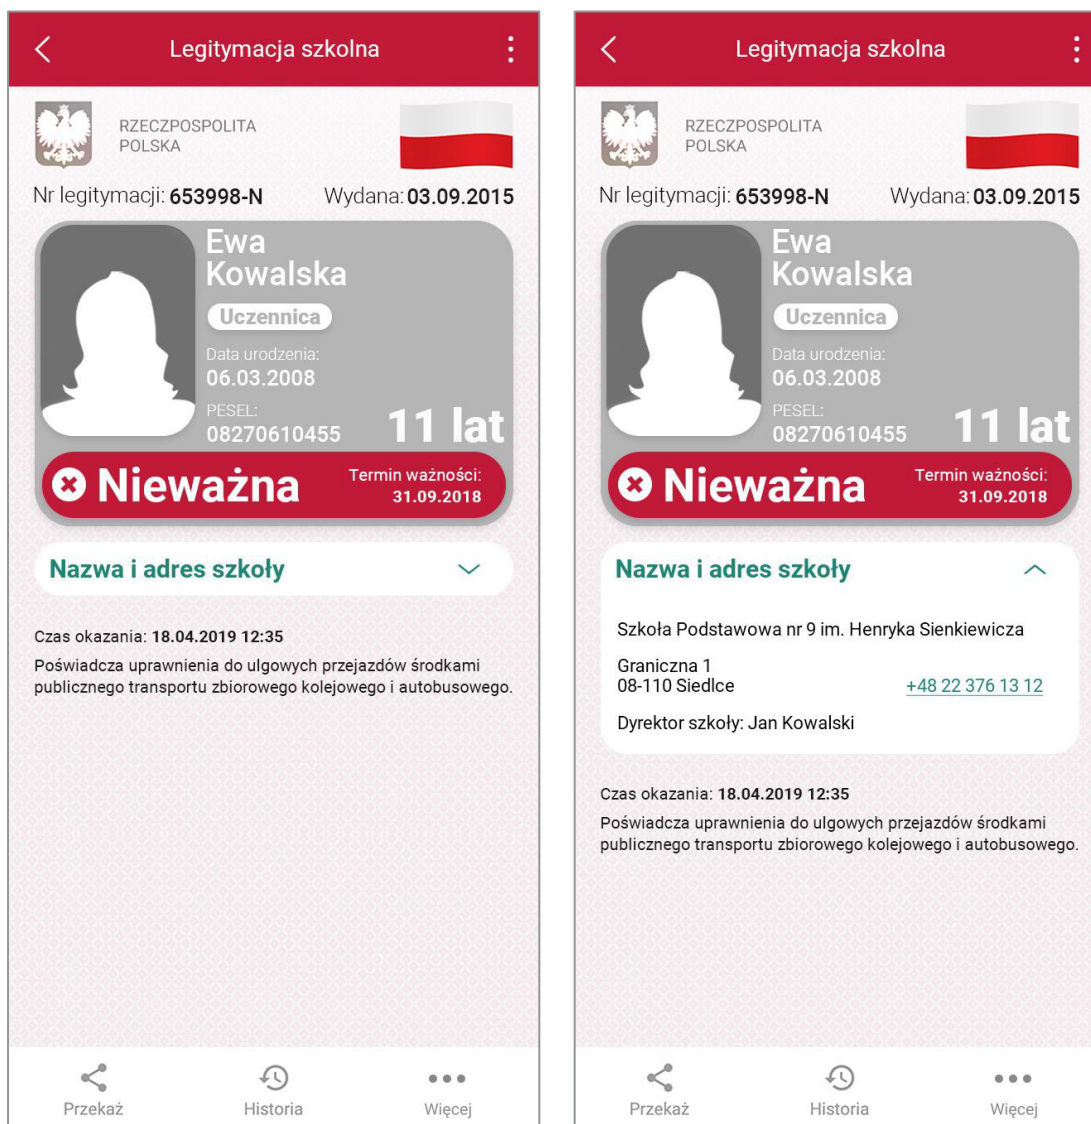 Legitymacja szkolna
RZECZPOSPOLITA
POLSKA
Nr legitymacji: 653998-N Wydana: 03.09.2015
Ewa
Kowalska
Uczennica
Data urodzenia:
06.03.2008
PESEL:
08270610455
11 lat
Nieważna
Termin ważności:
31.09.2018
Nazwa i adres szkoły
Czas okazania: 18.04.2019 12:35
Poświadcza uprawnienia do ulgowych przejazdów środkami
publicznego transportu zbiorowego kolejowego i autobusowego.
Przekaż Historia Więcej
Legitymacja szkolna
RZECZPOSPOLITA
POLSKA
Nr legitymacji: 653998-N Wydana: 03.09.2015
Ewa
Kowalska
Uczennica
Data urodzenia:
06.03.2008
PESEL:
08270610455
11 lat
Nieważna
Termin ważności:
31.09.2018
Nazwa i adres szkoły
Szkoła Podstawowa nr 9 im. Henryka Sienkiewicza
Graniczna 1
08-110 Siedlce +48 22 376 13 12
Dyrektor szkoły: Jan Kowalski
Czas okazania: 18.04.2019 12:35
Poświadcza uprawnienia do ulgowych przejazdów środkami
publicznego transportu zbiorowego kolejowego i autobusowego.
Przekaż Historia Więcej